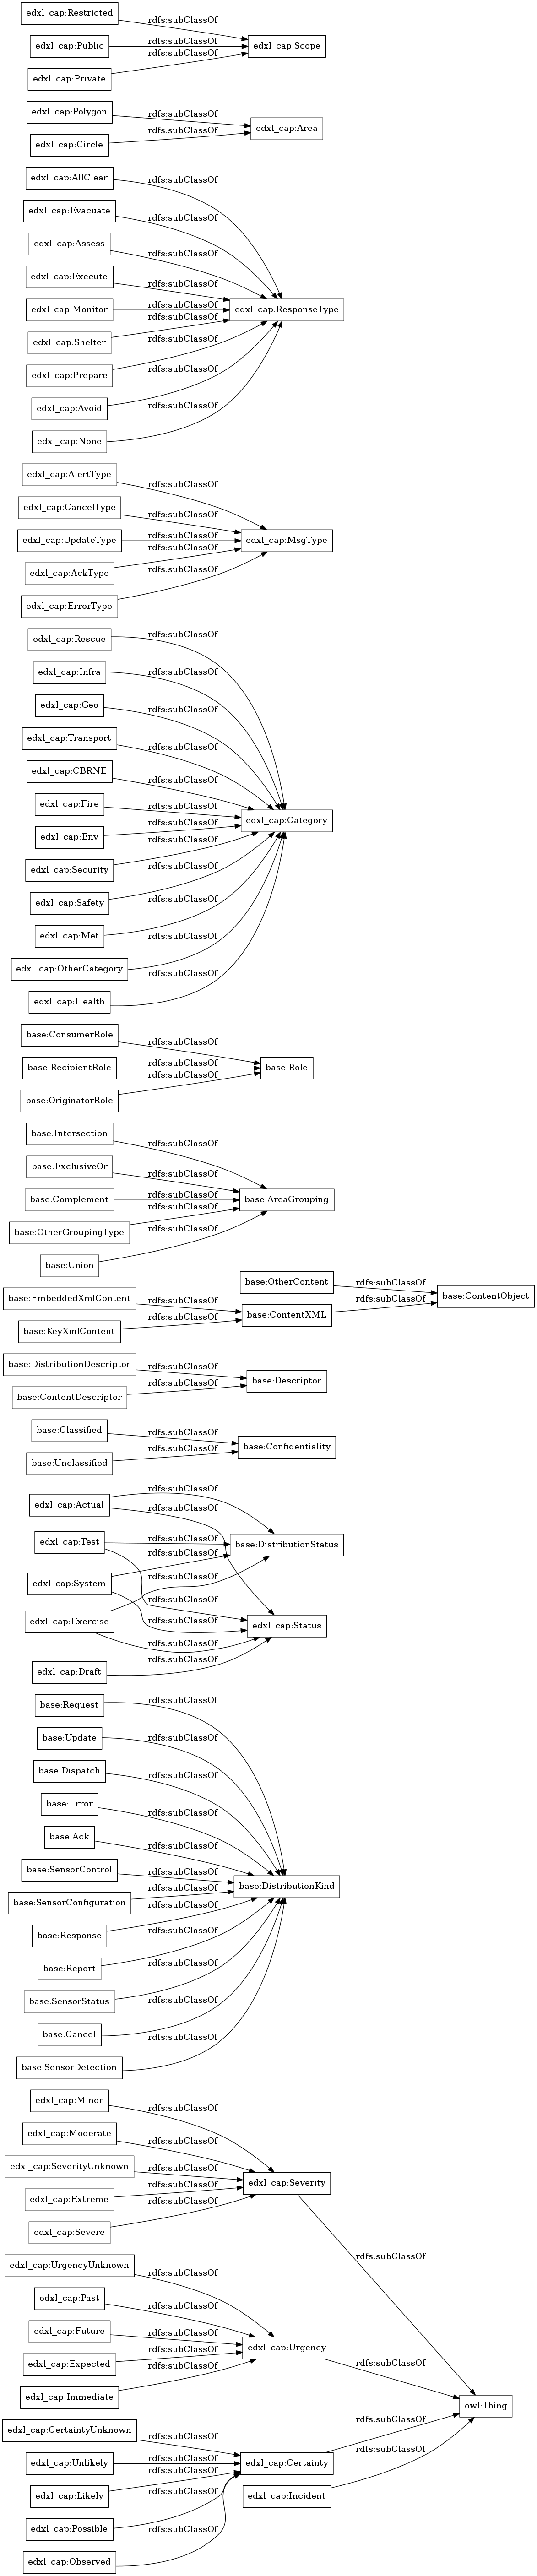 edxl_cap:Restricted
rdfs:subClassOf
edxl_cap:Public
rdfs:subClassOf
edxl_cap:Scope
rdfs:subClassOf
edxl_cap:Private
edxl_cap:Polygon
rdfs:subClassOf
edxl_cap:Area
rdfs:subClassOf
edxl_cap:Circle
edxl_cap:AllClear
rdfs:subClassOf
edxl_cap:Evacuate
rdfs:subClassOf
edxl_cap:Assess
rdfs:subClassOf
edxl_cap:Execute
rdfs:subClassOf
edxl_cap:Monitor
rdfs:subClassOf
edxl_cap:ResponseType
rdfs:subClassOf
edxl_cap:Shelter
rdfs:subClassOf
edxl_cap:Prepare
rdfs:subClassOf
edxl_cap:Avoid
rdfs:subClassOf
edxl_cap:None
edxl_cap:AlertType
rdfs:subClassOf
edxl_cap:CancelType
rdfs:subClassOf
edxl_cap:UpdateType
rdfs:subClassOf
edxl_cap:MsgType
rdfs:subClassOf
edxl_cap:AckType
rdfs:subClassOf
edxl_cap:ErrorType
edxl_cap:Rescue
rdfs:subClassOf
edxl_cap:Infra
rdfs:subClassOf
edxl_cap:Geo
rdfs:subClassOf
edxl_cap:Transport
rdfs:subClassOf
edxl_cap:CBRNE
rdfs:subClassOf
edxl_cap:Fire
rdfs:subClassOf
edxl_cap:Category
rdfs:subClassOf
edxl_cap:Env
rdfs:subClassOf
edxl_cap:Security
rdfs:subClassOf
edxl_cap:Safety
rdfs:subClassOf
edxl_cap:Met
rdfs:subClassOf
edxl_cap:OtherCategory
rdfs:subClassOf
edxl_cap:Health
base:ConsumerRole
rdfs:subClassOf
base:RecipientRole
rdfs:subClassOf
base:Role
rdfs:subClassOf
base:OriginatorRole
base:Intersection
rdfs:subClassOf
base:ExclusiveOr
rdfs:subClassOf
base:Complement
rdfs:subClassOf
base:AreaGrouping
rdfs:subClassOf
base:OtherGroupingType
rdfs:subClassOf
base:Union
base:OtherContent
rdfs:subClassOf
base:ContentObject
base:EmbeddedXmlContent
rdfs:subClassOf
rdfs:subClassOf
base:ContentXML
rdfs:subClassOf
base:KeyXmlContent
base:DistributionDescriptor
rdfs:subClassOf
base:Descriptor
rdfs:subClassOf
base:ContentDescriptor
base:Classified
rdfs:subClassOf
base:Confidentiality
rdfs:subClassOf
base:Unclassified
rdfs:subClassOf
edxl_cap:Actual
rdfs:subClassOf
edxl_cap:Test
rdfs:subClassOf
base:DistributionStatus
rdfs:subClassOf
rdfs:subClassOf
edxl_cap:System
rdfs:subClassOf
rdfs:subClassOf
edxl_cap:Exercise
edxl_cap:Status
rdfs:subClassOf
rdfs:subClassOf
edxl_cap:Draft
base:Request
rdfs:subClassOf
base:Update
rdfs:subClassOf
base:Dispatch
rdfs:subClassOf
base:Error
rdfs:subClassOf
base:Ack
rdfs:subClassOf
base:SensorControl
rdfs:subClassOf
base:DistributionKind
rdfs:subClassOf
base:SensorConfiguration
rdfs:subClassOf
base:Response
rdfs:subClassOf
base:Report
rdfs:subClassOf
base:SensorStatus
rdfs:subClassOf
base:Cancel
rdfs:subClassOf
base:SensorDetection
edxl_cap:Minor
rdfs:subClassOf
edxl_cap:Moderate
rdfs:subClassOf
edxl_cap:SeverityUnknown
rdfs:subClassOf
edxl_cap:Severity
rdfs:subClassOf
edxl_cap:Extreme
rdfs:subClassOf
edxl_cap:Severe
rdfs:subClassOf
edxl_cap:UrgencyUnknown
rdfs:subClassOf
edxl_cap:Past
rdfs:subClassOf
edxl_cap:Future
rdfs:subClassOf
edxl_cap:Urgency
rdfs:subClassOf
edxl_cap:Expected
rdfs:subClassOf
rdfs:subClassOf
edxl_cap:Immediate
owl:Thing
edxl_cap:CertaintyUnknown
rdfs:subClassOf
rdfs:subClassOf
edxl_cap:Unlikely
rdfs:subClassOf
edxl_cap:Certainty
rdfs:subClassOf
rdfs:subClassOf
edxl_cap:Likely
rdfs:subClassOf
edxl_cap:Incident
edxl_cap:Possible
rdfs:subClassOf
edxl_cap:Observed